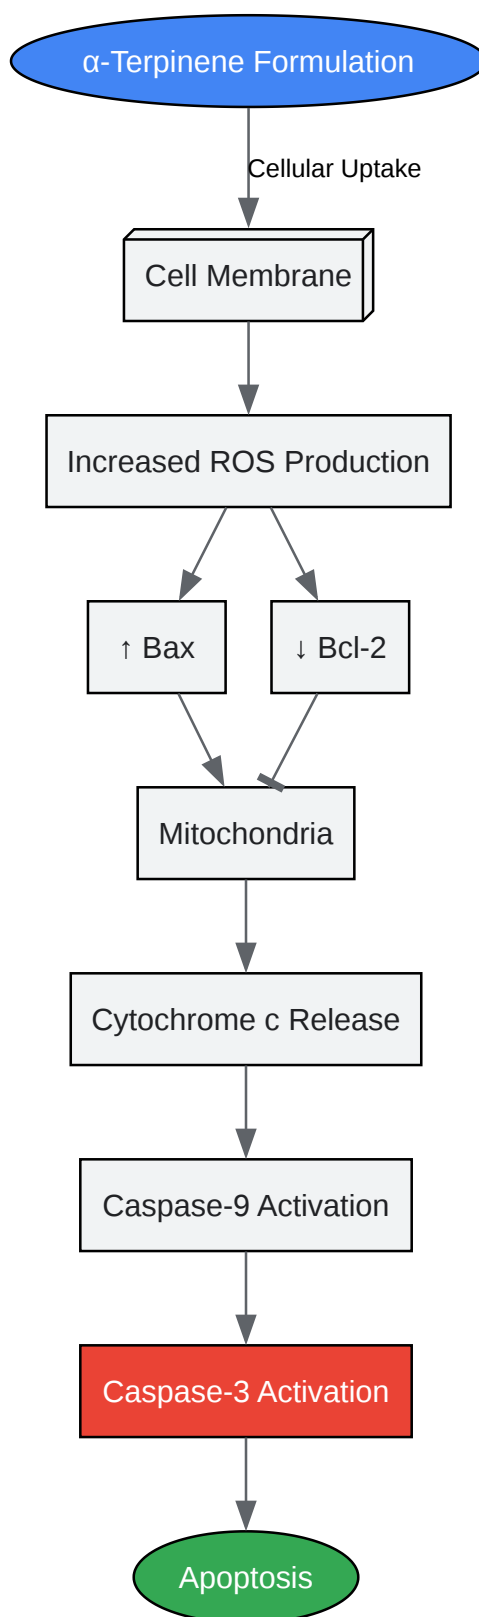 α-Terpinene Formulation
Cellular Uptake
Cell Membrane
Increased ROS Production
↑ Bax
↓ Bcl-2
Mitochondria
Cytochrome c Release
Caspase-9 Activation
Caspase-3 Activation
Apoptosis